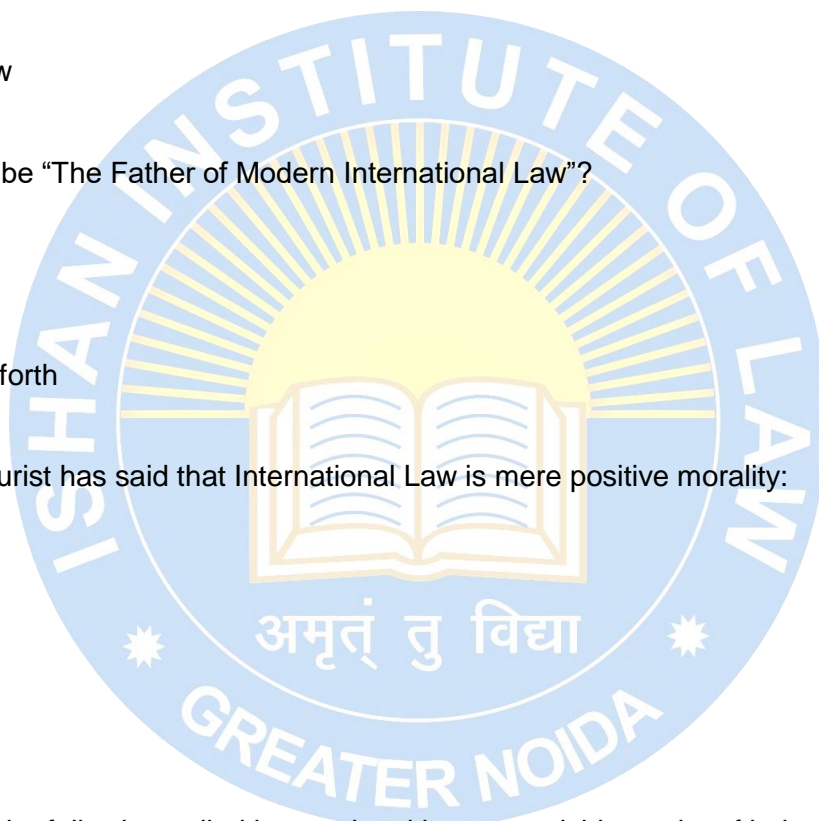 w
be “The Father of Modern International Law”?
forth
urist has said that International Law is mere positive morality:
ISHAN INSTITUTE OF LAW
अमृतं तु विद्या
GREATER NOIDA